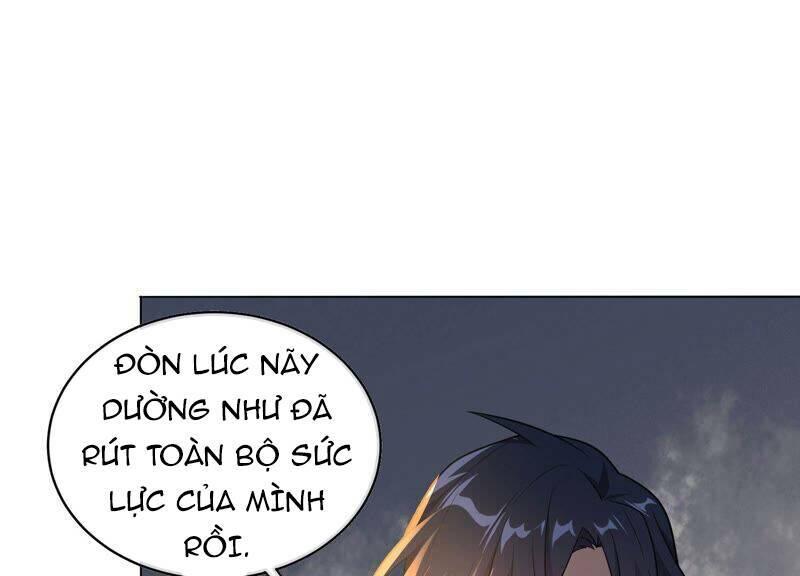 ĐÒN LÚC NÃY
DƯỜNG NHƯ ĐÃ
RÚT TOÀN BỘ SỨC
LỰC CỦA MÌNH
RỒI.